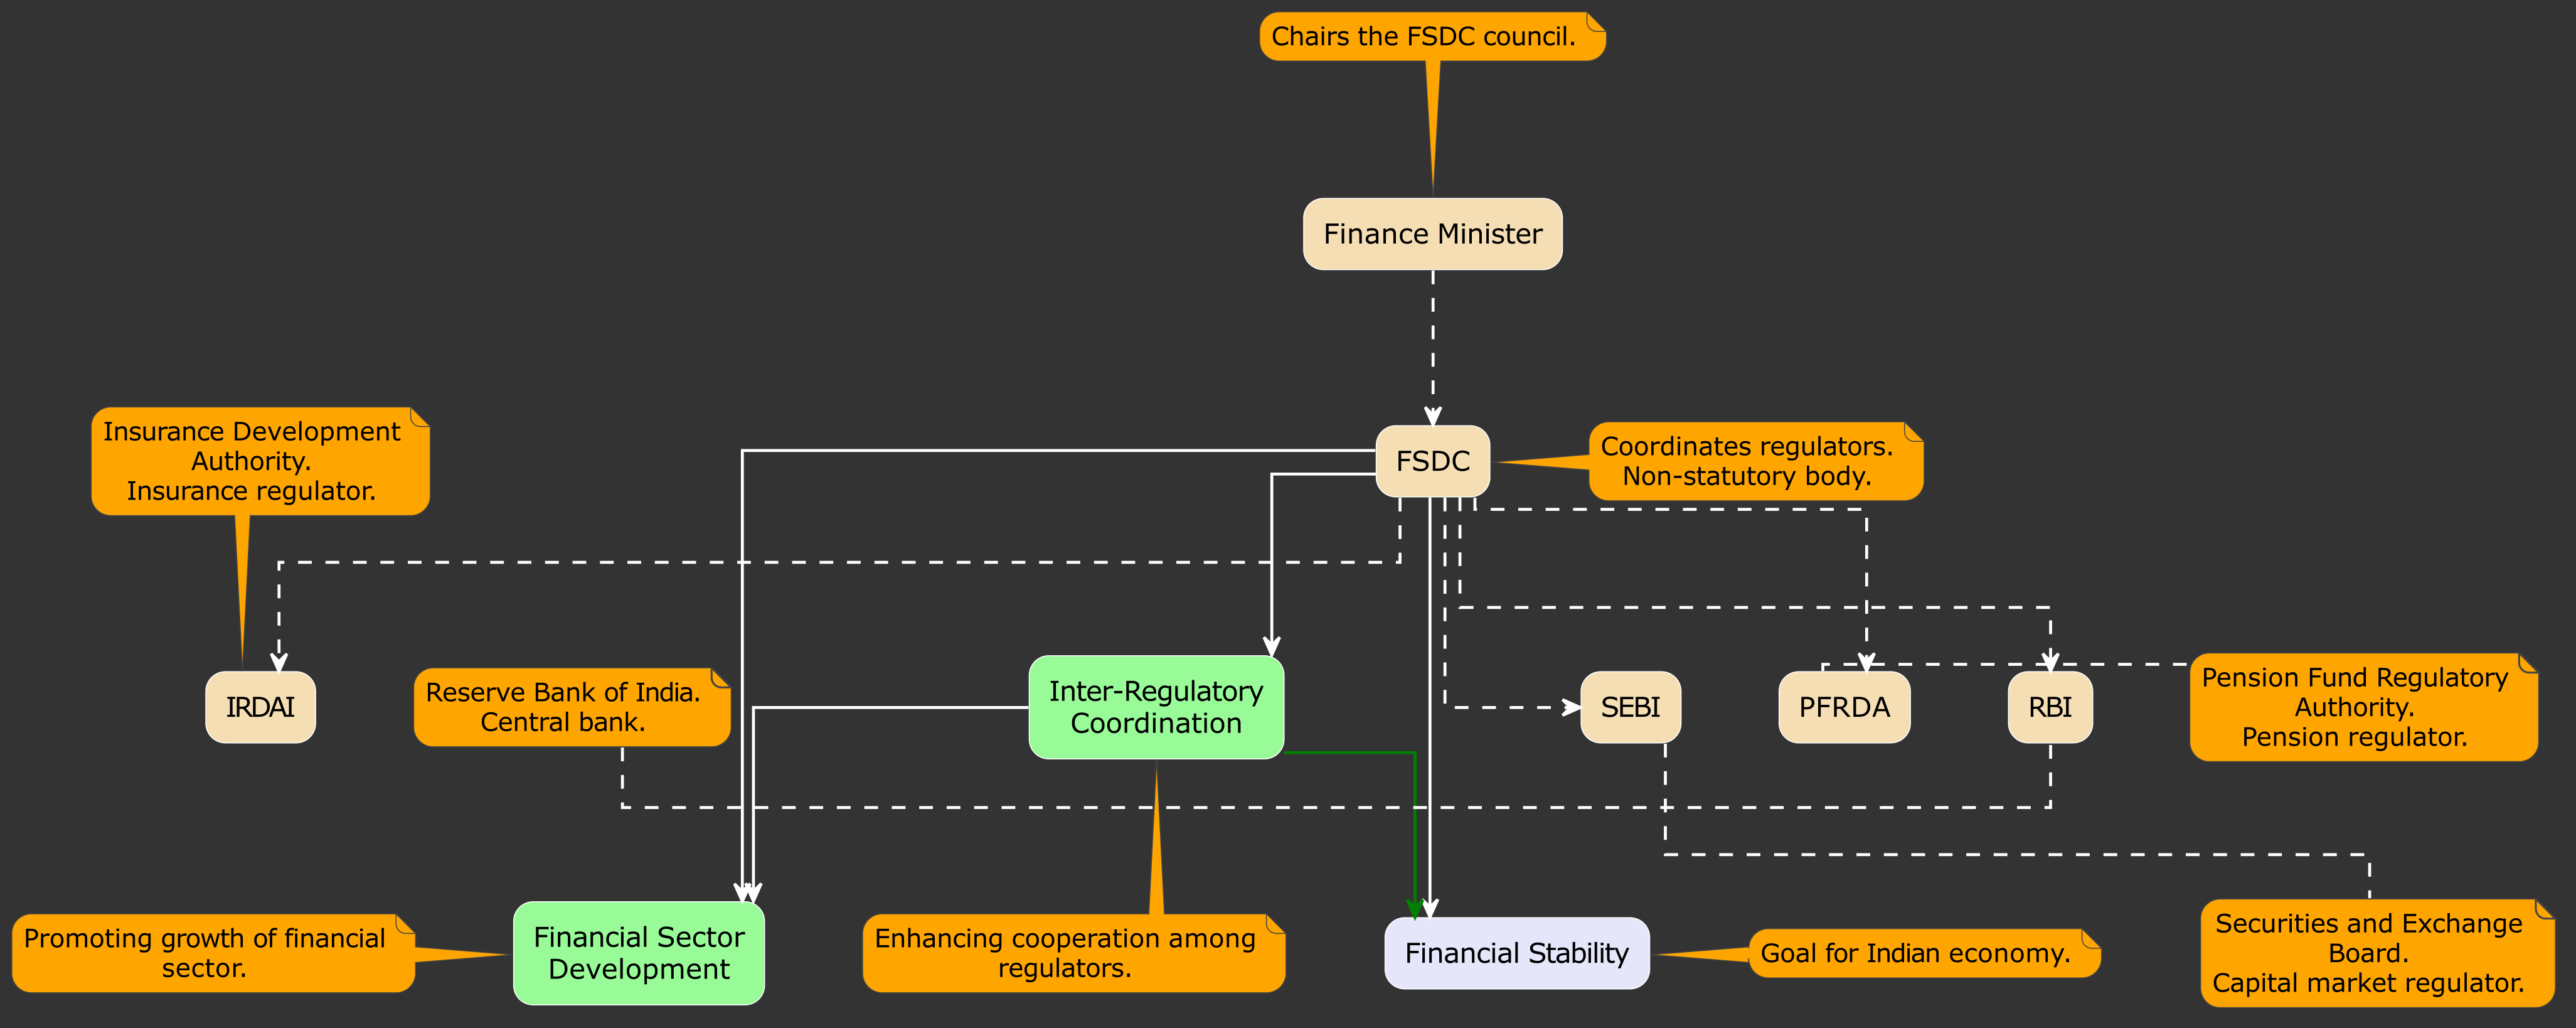 Chairs the FSDC council.
Finance Minister
Insurance Development
Authority.
Insurance regulator.
FSDC
Coordinates regulators.
Non-statutory body.
IRDAI
Reserve Bank of India.
Central bank.
Inter-Regulatory
Coordination
SEBI
PFRDA
RBI
Pension Fund Regulatory
Authority.
Pension regulator.
Promoting growth of financial
sector.
Financial Sector
Development
Enhancing cooperation among
regulators.
Financial Stability
Goal for Indian economy.
Securities and Exchange
Board.
Capital market regulator.